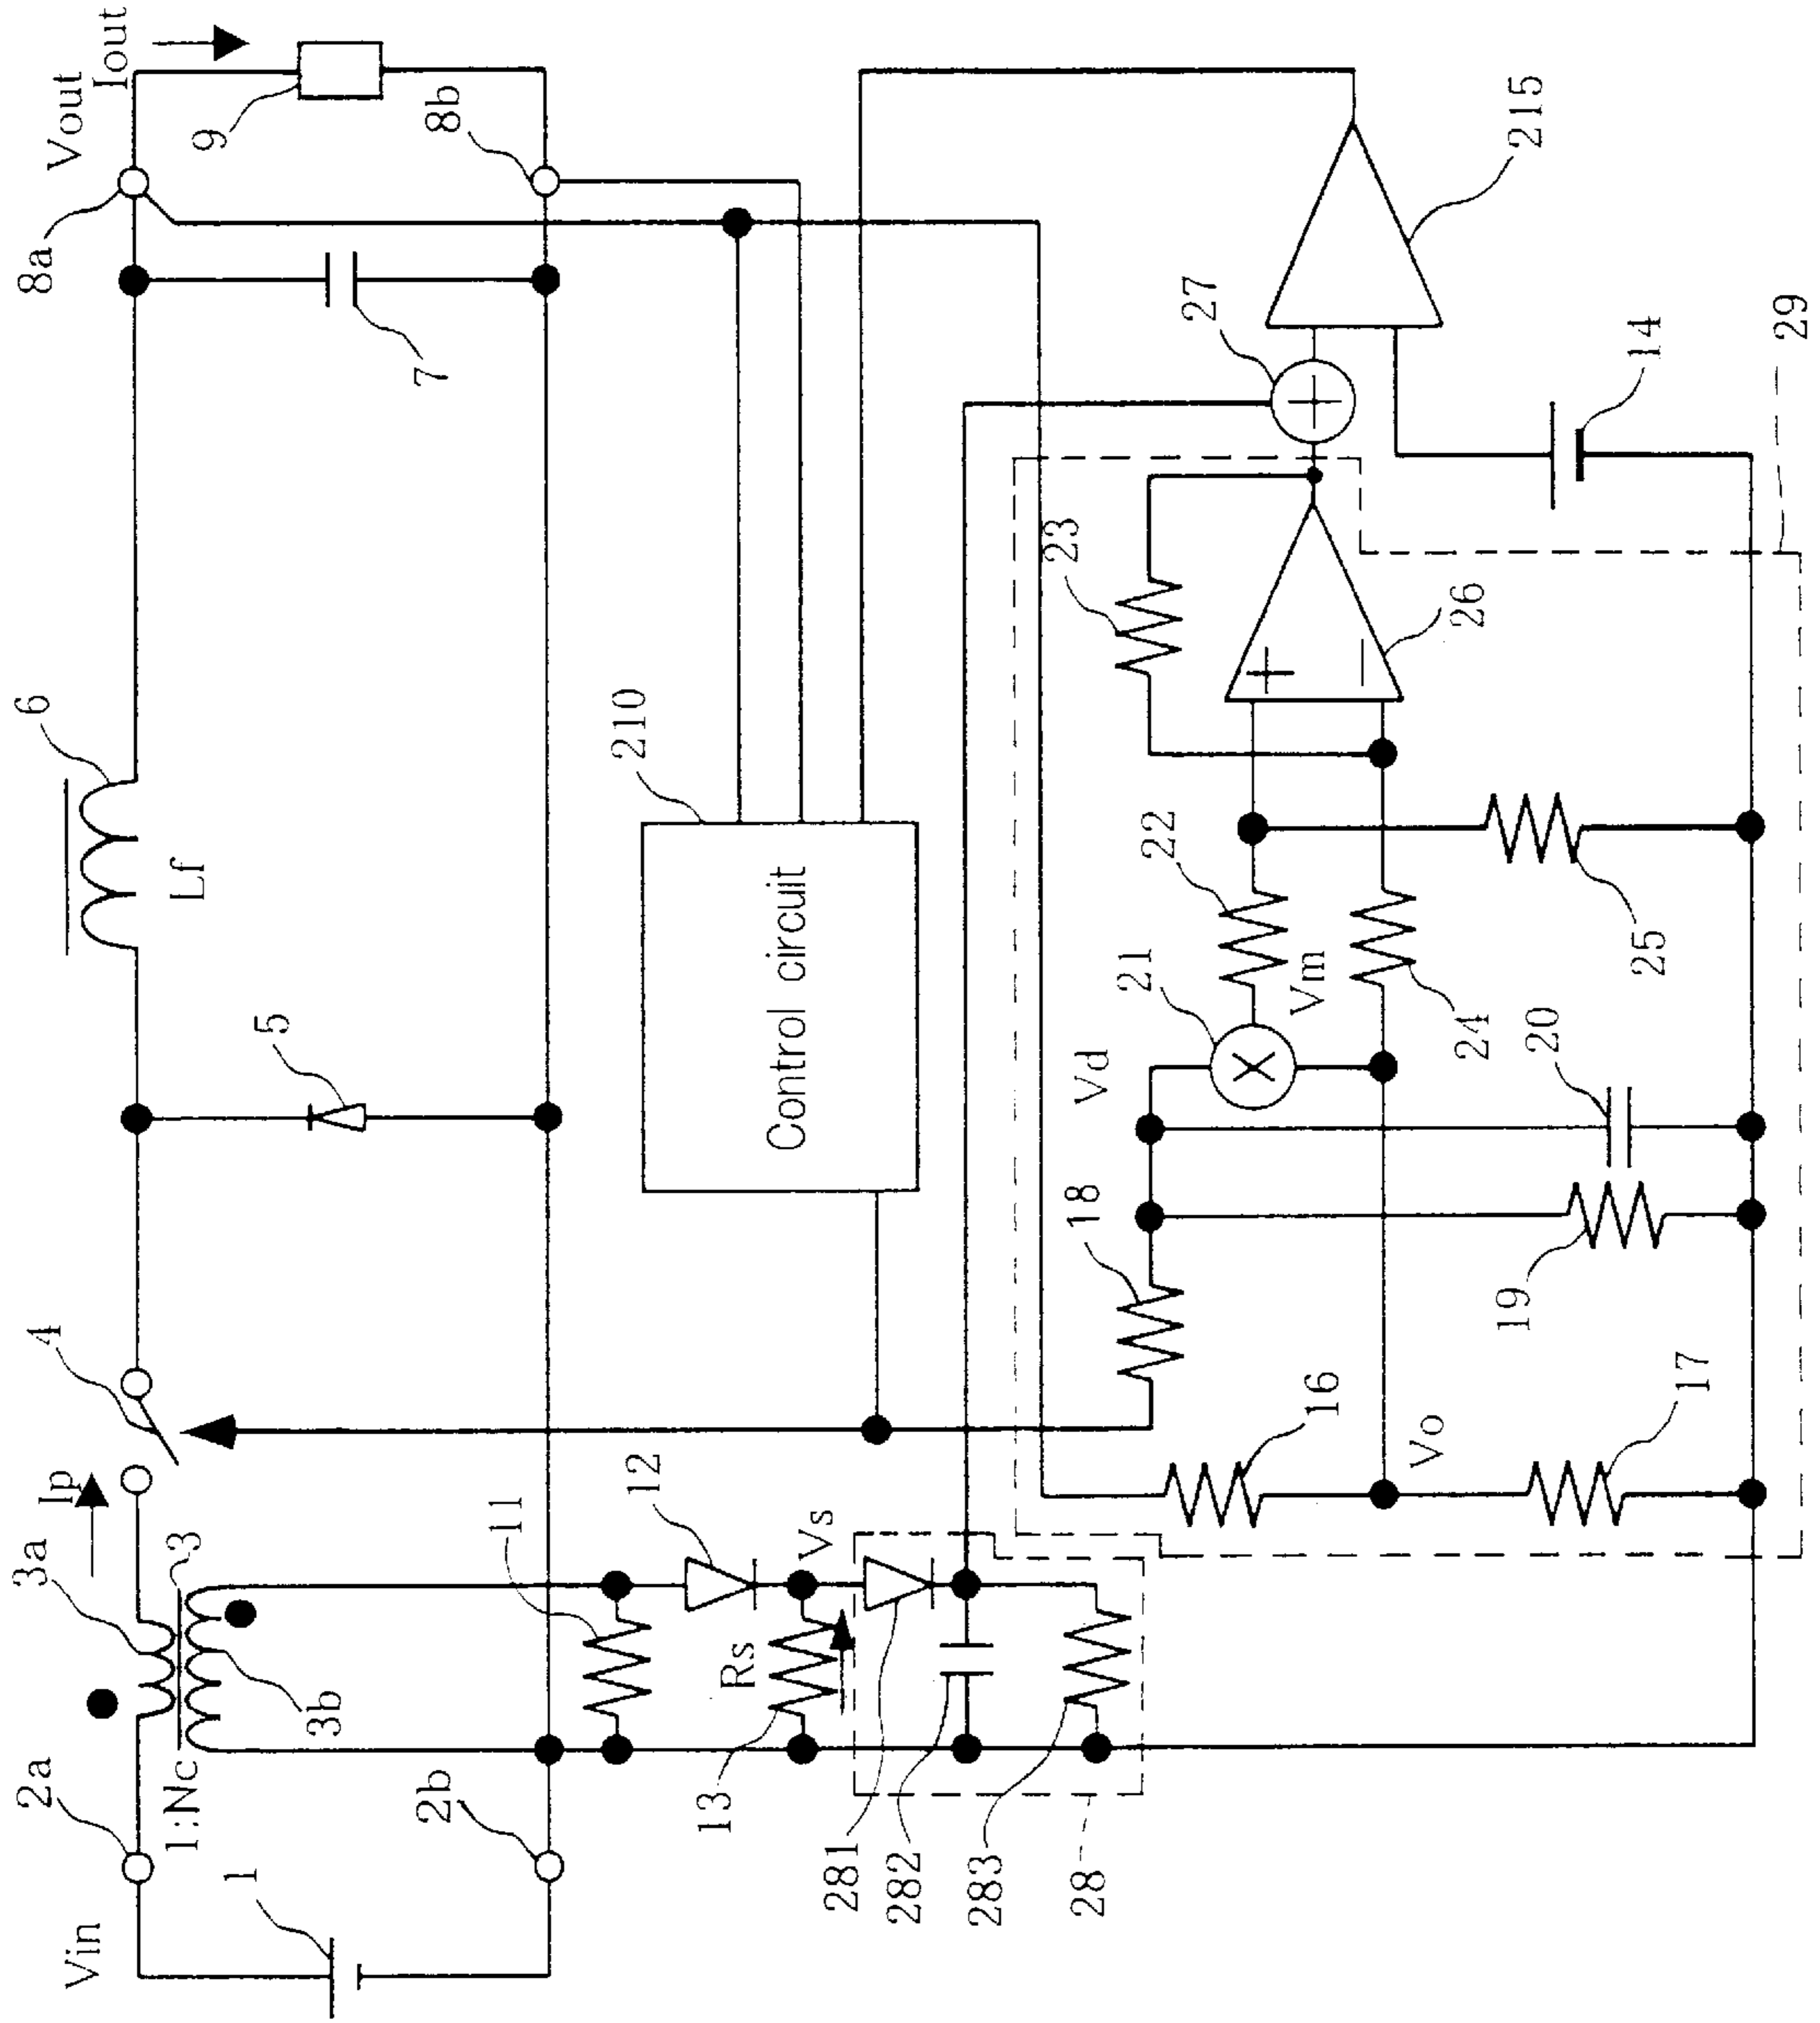 Vin
1
2a
2b
1:Nc
3a
3
3b
Ip
4
5
6
Lf
7
8a
8b
Vout
Iout
9
11
12
13
Rs
Vs
281
282
283
28
210
Control circuit
16
17
Vo
18
19
20
Vd
21
22
Vm
24
25
23
26
+
−
27
+
×
215
14
29